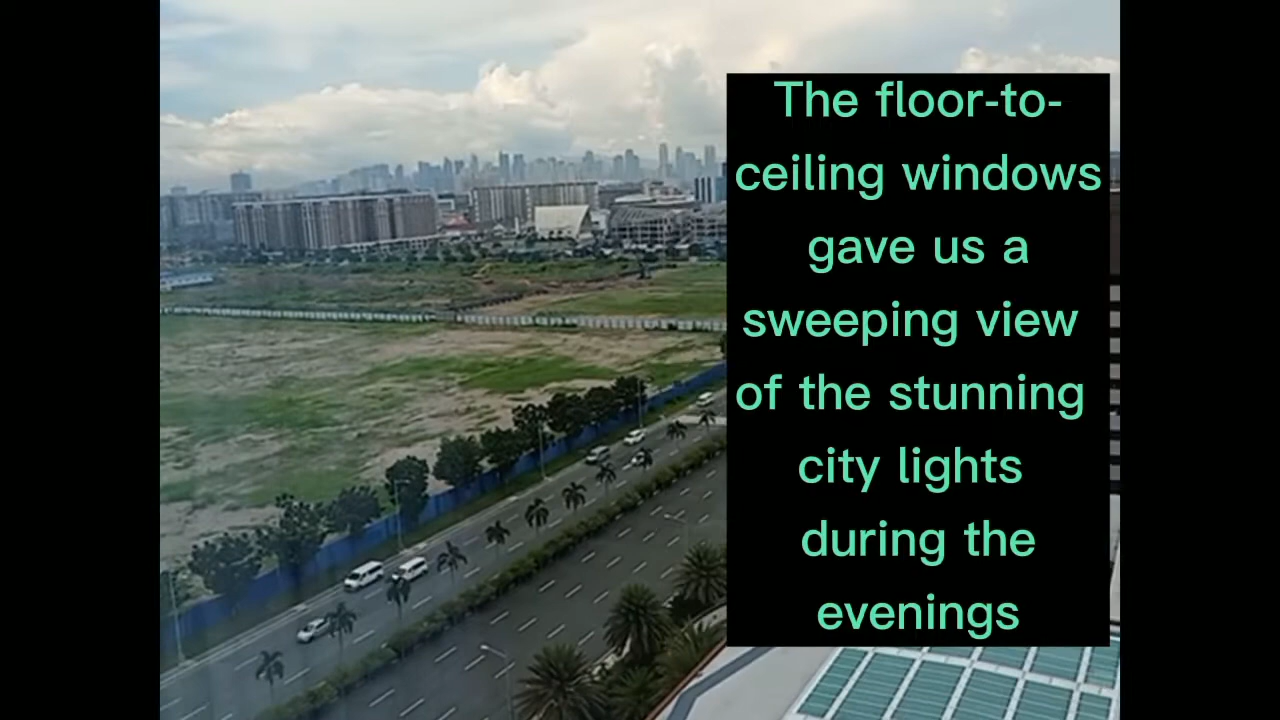 The floor-to-
ceiling windows
gave us a
sweeping view
of the stunning
city lights
during the
evenings